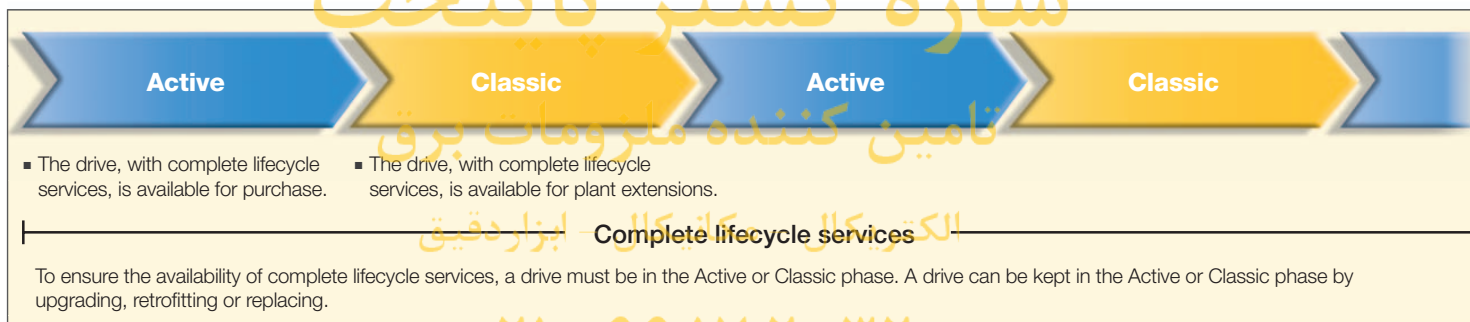 Active
Classic
Active
Classic
تامین کننده ملزومات برق
▪ The drive, with complete lifecycle
services, is available for purchase.
▪ The drive, with complete lifecycle
services, is available for plant extensions.
الکتریکال - مکانیکال - ابزاردقیق
Complete lifecycle services
To ensure the availability of complete lifecycle services, a drive must be in the Active or Classic phase. A drive can be kept in the Active or Classic phase by
upgrading, retrofitting or replacing.